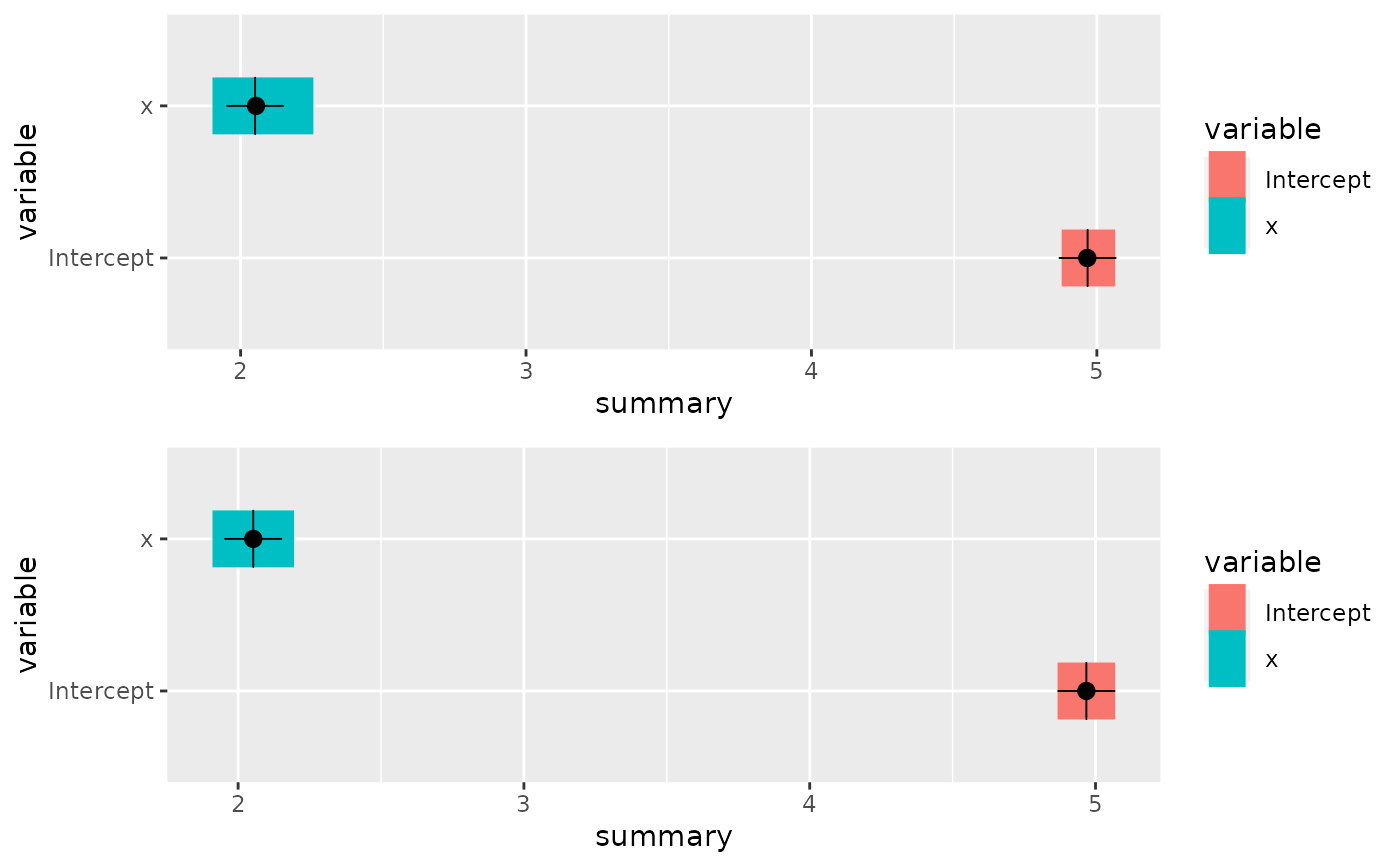 variable
x
Intercept
2 3 4 5
summary
variable
Intercept
x
variable
x
Intercept
2 3 4 5
summary
variable
Intercept
x